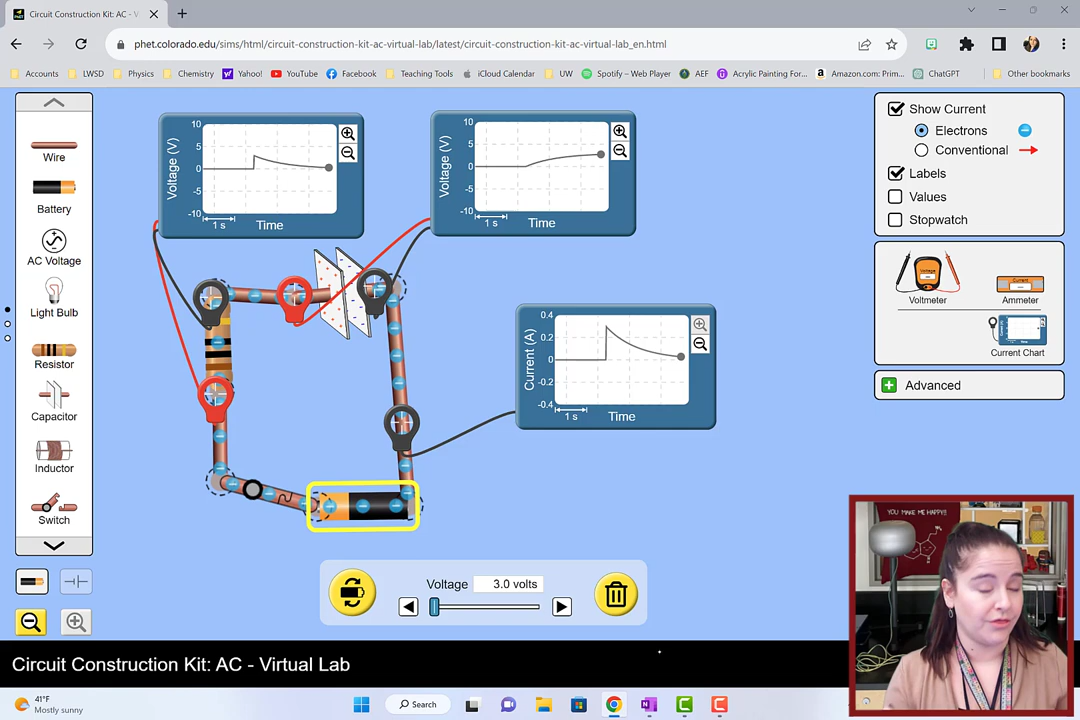 Circuit Construction Kit: AC - V
phet.colorado.edu/sims/html/circuit-construction-kit-ac-virtual-lab/latest/circuit-construction-kit-ac-virtual-lab_en.html
Accounts LWSD Physics Chemistry Yahoo! YouTube Facebook Teaching Tools iCloud Calendar UW Spotify – Web Player AEF Acrylic Painting For... Amazon.com: Prim... ChatGPT Other bookmarks
Wire
Battery
AC Voltage
Light Bulb
Resistor
Capacitor
Inductor
Switch
Voltage (V)
10
5
0
-5
-10
1 s
Time
Voltage (V)
10
5
0
-5
-10
1 s
Time
Current (A)
0.4
0.2
0
-0.2
-0.4
1 s
Time
Show Current
Electrons
Conventional
Labels
Values
Stopwatch
Voltmeter
Ammeter
Current Chart
Advanced
Voltage 3.0 volts
YOU MAKE ME HAPPY!!
Circuit Construction Kit: AC - Virtual Lab
41°F
Mostly sunny
Search